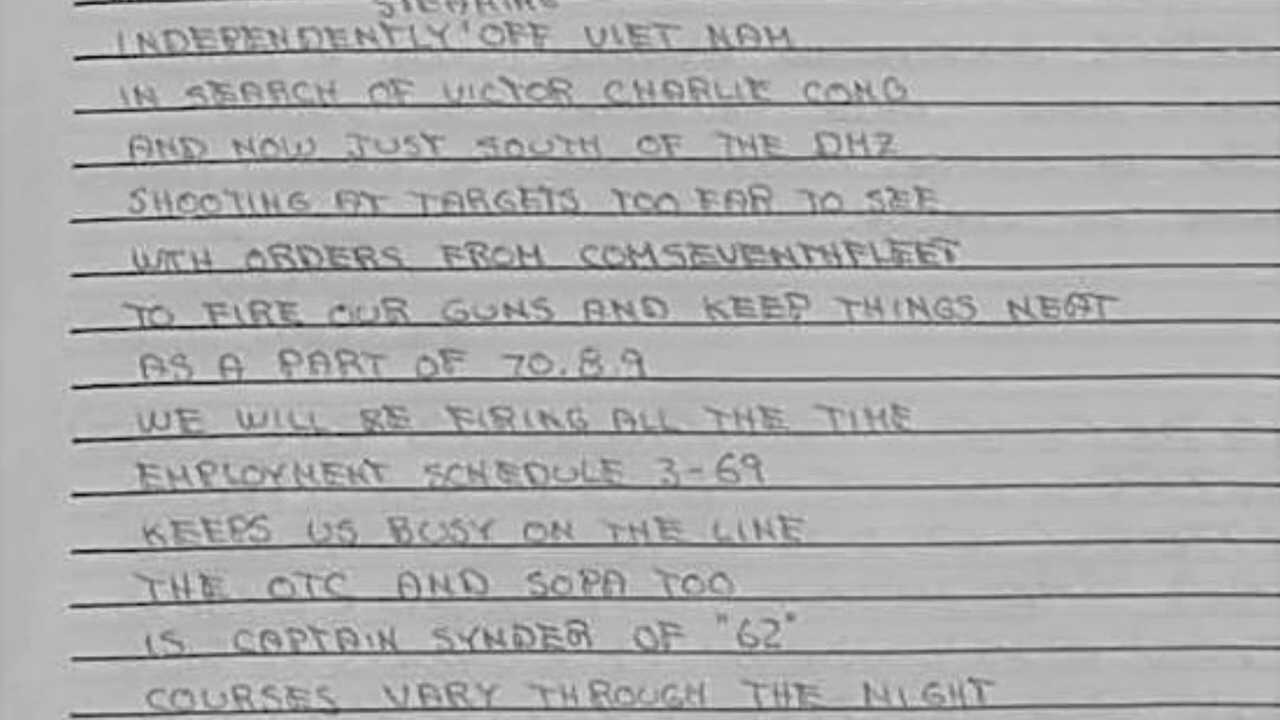 STEAMING
INDEPENDENTLY OFF VIET NAM
IN SEARCH OF VICTOR CHARLIE CONG
AND NOW JUST SOUTH OF THE DMZ
SHOOTING AT TARGETS TOO FAR TO SEE
WITH ORDERS FROM COMSEVENTHFLEET
TO FIRE OUR GUNS AND KEEP THINGS NEAT
AS A PART OF 70.8.9
WE WILL BE FIRING ALL THE TIME
EMPLOYMENT SCHEDULE 3-69
KEEPS US BUSY ON THE LINE
THE OTC AND SOPA TOO
IS CAPTAIN SYNDER OF "62"
COURSES VARY THROUGH THE NIGHT